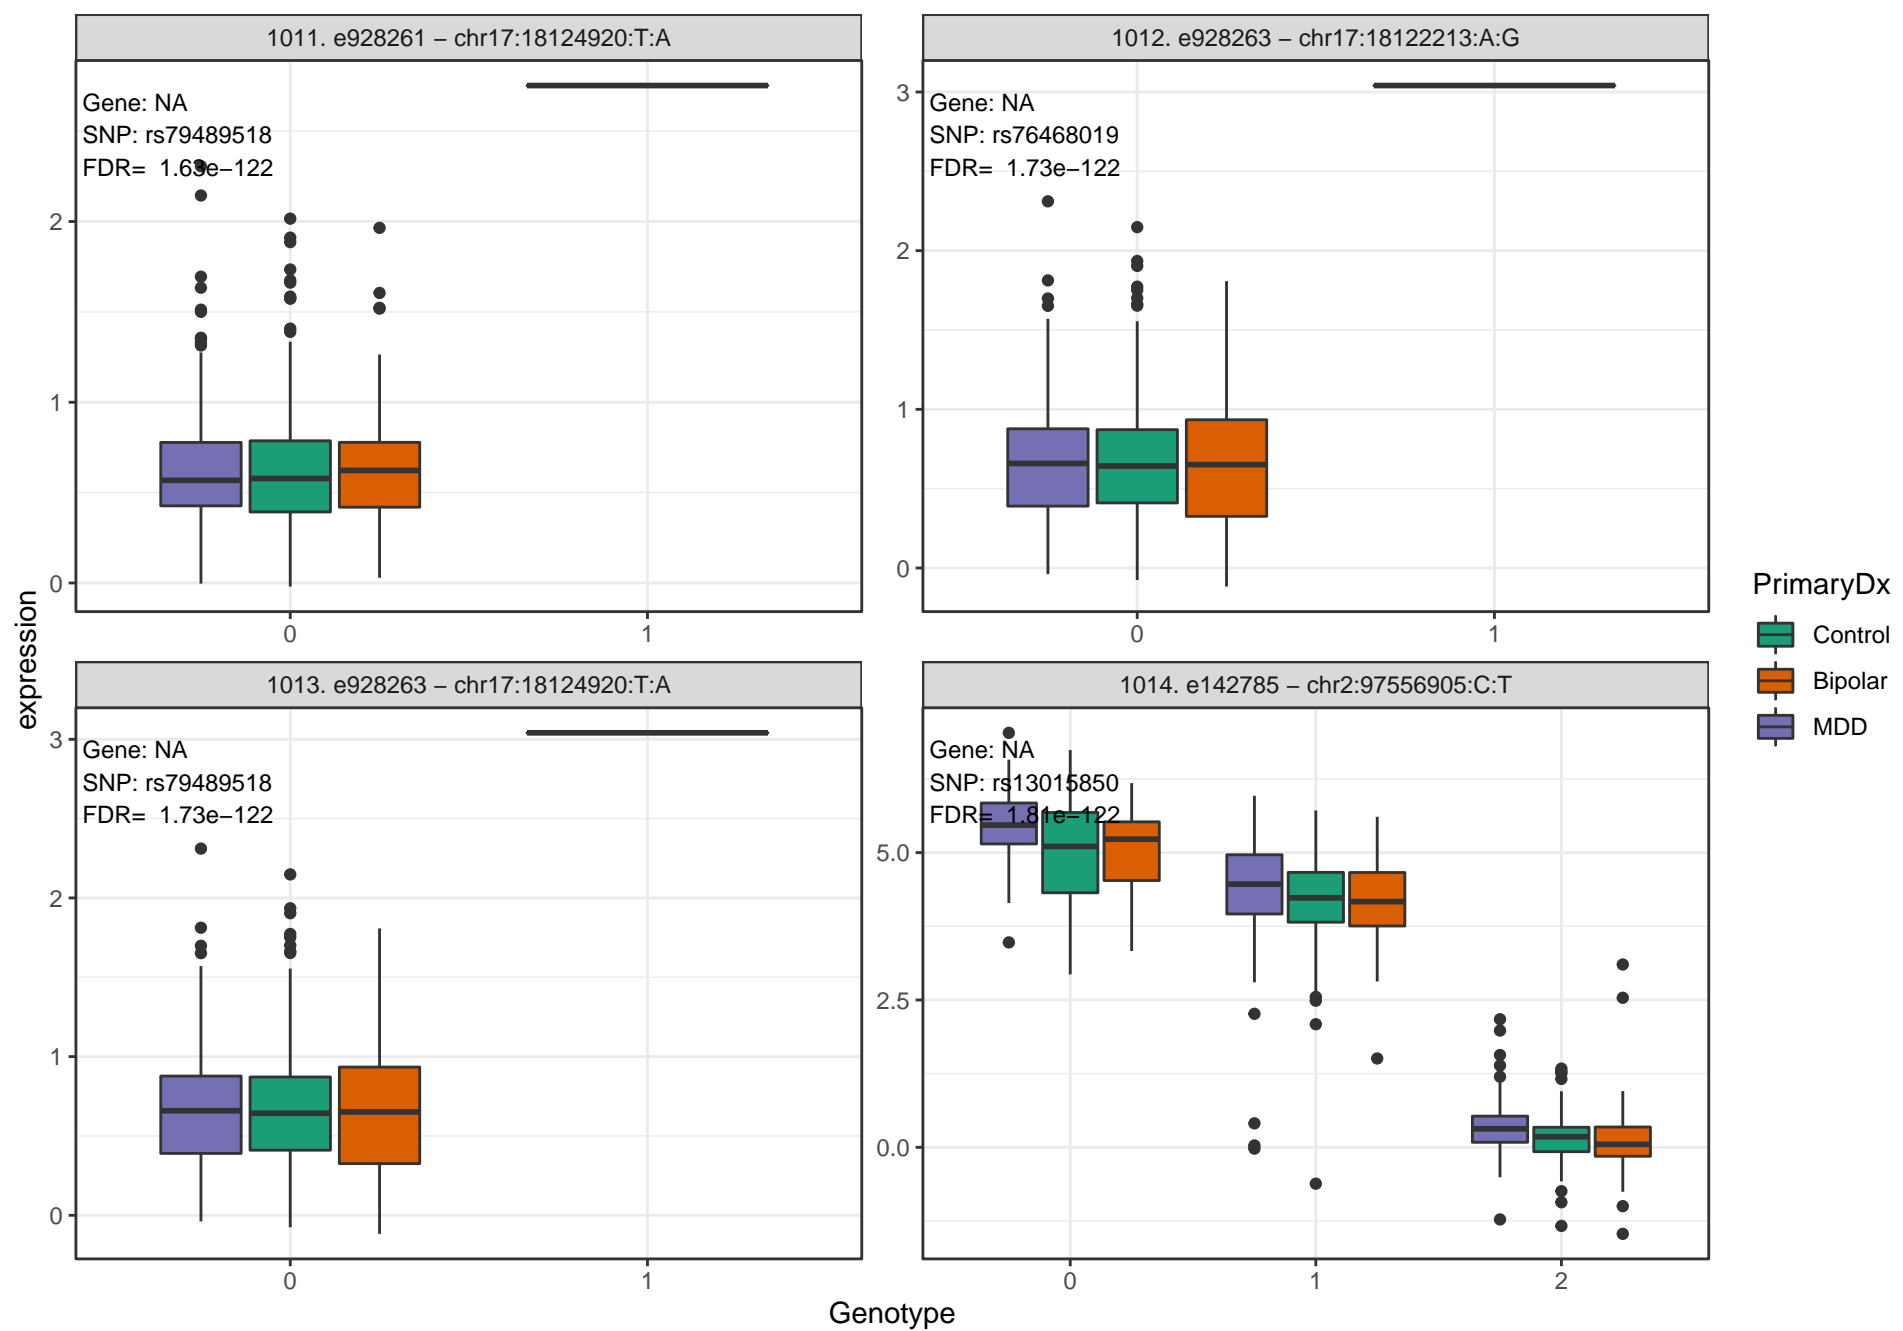 1011. e928261 − chr17:18124920:T:A
Gene: NA
SNP: rs79489518
FDR=  1.63e−122
2
1
0
0
1
1012. e928263 − chr17:18122213:A:G
Gene: NA
SNP: rs76468019
FDR=  1.73e−122
3
2
1
0
0
1
1013. e928263 − chr17:18124920:T:A
Gene: NA
SNP: rs79489518
FDR=  1.73e−122
3
2
1
0
0
1
1014. e142785 − chr2:97556905:C:T
Gene: NA
SNP: rs13015850
FDR=  1.81e−122
5.0
2.5
0.0
0
1
2
expression
Genotype
PrimaryDx
Control
Bipolar
MDD